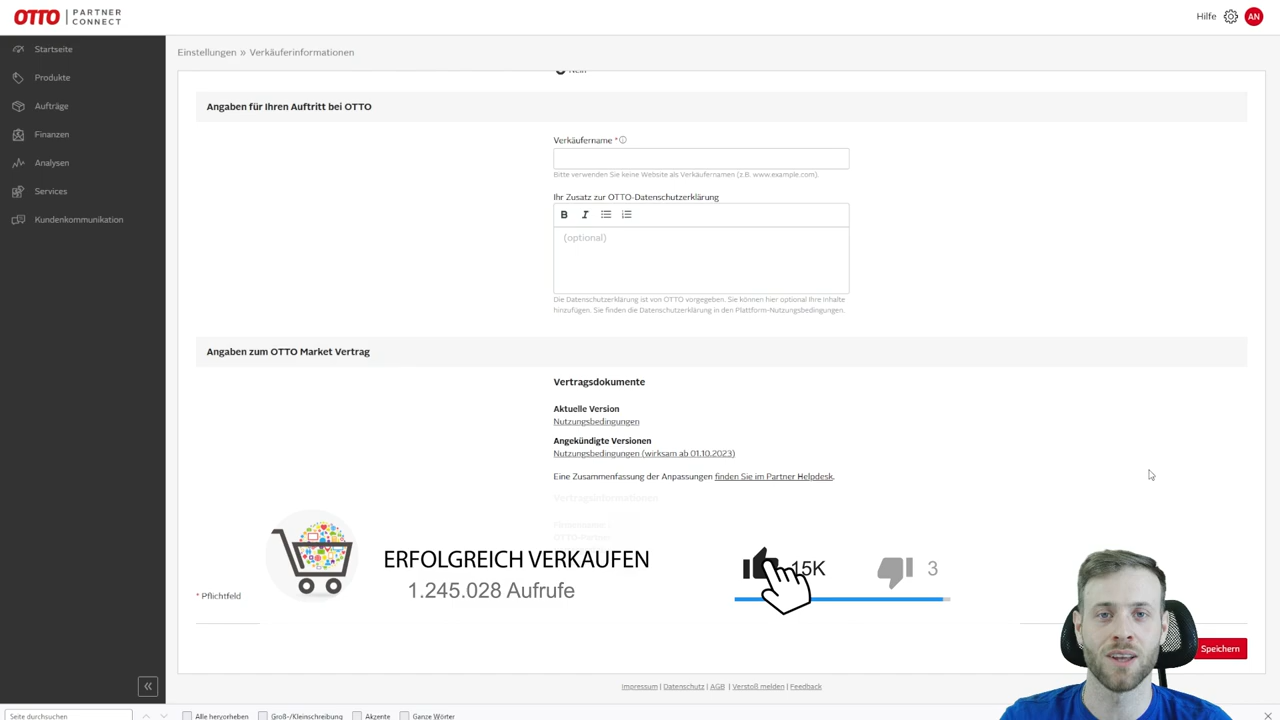 OTTO | PARTNER CONNECT
Hilfe
AN
Startseite
Produkte
Aufträge
Finanzen
Analysen
Services
Kundenkommunikation
Einstellungen » Verkäuferinformationen
Nein
Angaben für Ihren Auftritt bei OTTO
Verkäufername *
Bitte verwenden Sie keine Website als Verkäufernamen (z.B. www.example.com).
Ihr Zusatz zur OTTO-Datenschutzerklärung
B I
(optional)
Die Datenschutzerklärung ist von OTTO vorgegeben. Sie können hier optional Ihre Inhalte
hinzufügen. Sie finden die Datenschutzerklärung in den Plattform-Nutzungsbedingungen.
Angaben zum OTTO Market Vertrag
Vertragsdokumente
Aktuelle Version
Nutzungsbedingungen
Angekündigte Versionen
Nutzungsbedingungen (wirksam ab 01.10.2023)
Eine Zusammenfassung der Anpassungen finden Sie im Partner Helpdesk.
Vertragsinformationen
Firmenname :
OTTO-Partner
ERFOLGREICH VERKAUFEN
1.245.028 Aufrufe
15K
3
* Pflichtfeld
Speichern
Impressum | Datenschutz | AGB | Verstoß melden | Feedback
Seite durchsuchen
Alle hervorheben
Groß-/Kleinschreibung
Akzente
Ganze Wörter